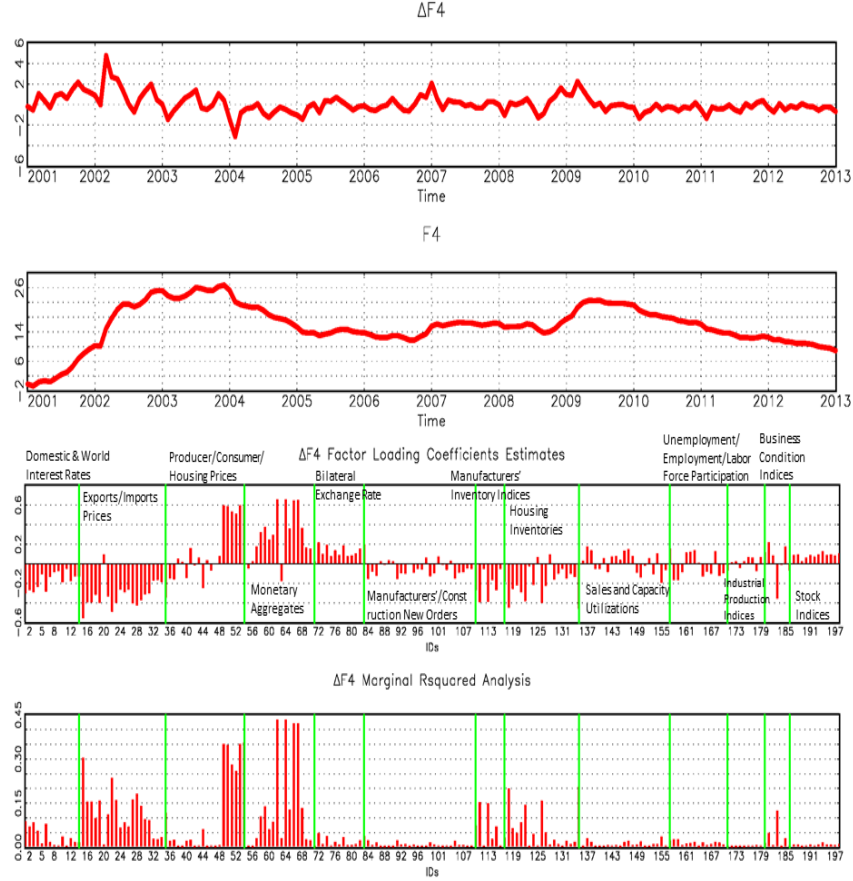 ΔF4
6
4
2
−2
−6
2001 2002 2003 2004 2005 2006 2007 2008 2009 2010 2011 2012 2013
Time
F4
26
14
6
−2
2001 2002 2003 2004 2005 2006 2007 2008 2009 2010 2011 2012 2013
Time
ΔF4 Factor Loading Coefficients Estimates
Domestic & World
Interest Rates
Exports/Imports
Prices
Producer/Consumer/
Housing Prices
Monetary
Aggregates
Bilateral
Exchange Rate
Manufacturers'/Const
ruction New Orders
Manufacturers'
Inventory Indices
Housing
Inventories
Sales and Capacity
Utilizations
Unemployment/
Employment/Labor
Force Participation
Industrial
Production
Indices
Business
Condition
Indices
Stock
Indices
0.6
0.2
−0.2
−0.6
2 5 8 12 16 20 24 28 32 36 40 44 48 52 56 60 64 68 72 76 80 84 88 92 96 101 107 113 119 125 131 137 143 149 155 161 167 173 179 185 197
IDs
ΔF4 Marginal Rsquared Analysis
0.45
0.30
0.15
0.00
2 5 8 12 16 20 24 28 32 36 40 44 48 52 56 60 64 68 72 76 80 84 88 92 96 101 107 113 119 125 131 137 143 149 155 161 167 173 179 185 197
IDs